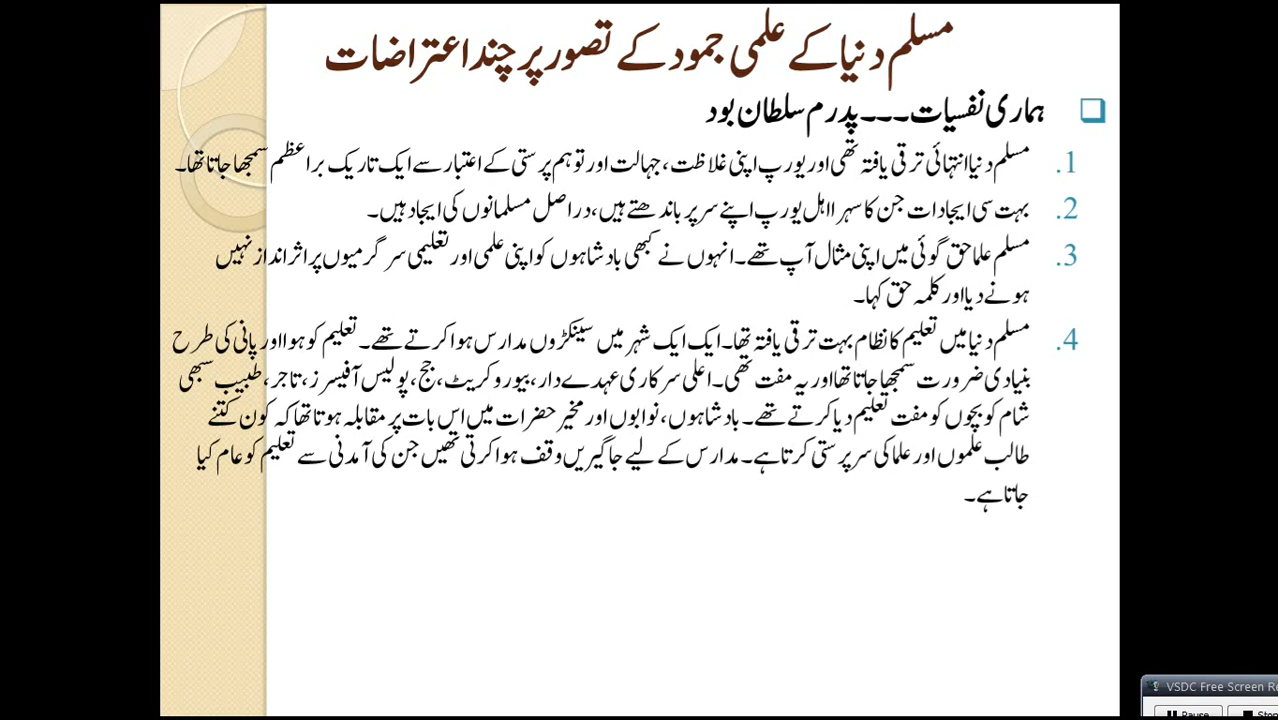 مسلم دنیا کے علمی جمود کے تصور پر چند اعتراضات
ہماری نفسیات۔۔۔پدرم سلطان بود
1. مسلم دنیا انتہائی ترقی یافتہ تھی اور یورپ اپنی غلاظت، جہالت اور توہم پرستی کے اعتبار سے ایک تاریک براعظم سمجھا جاتا تھا۔
2. بہت سی ایجادات جن کا سہرا اہل یورپ اپنے سر پر باندھتے ہیں، دراصل مسلمانوں کی ایجاد ہیں۔
3. مسلم علما حق گوئی میں اپنی مثال آپ تھے۔ انہوں نے کبھی بادشاہوں کو اپنی علمی اور تعلیمی سرگرمیوں پر اثر انداز نہیں
ہونے دیا اور کلمہ حق کہا۔
4. مسلم دنیا میں تعلیم کا نظام بہت ترقی یافتہ تھا۔ ایک ایک شہر میں سینکڑوں مدارس ہوا کرتے تھے۔ تعلیم کو ہوا اور پانی کی طرح
بنیادی ضرورت سمجھا جاتا تھا اور یہ مفت تھی۔ اعلی سرکاری عہدے دار، بیوروکریٹ، جج، پولیس آفیسرز، تاجر، طبیب سبھی
شام کو بچوں کو مفت تعلیم دیا کرتے تھے۔ بادشاہوں، نوابوں اور مخیر حضرات میں اس بات پر مقابلہ ہوتا تھا کہ کون کتنے
طالب علموں اور علما کی سرپرستی کرتا ہے۔ مدارس کے لیے جاگیریں وقف ہوا کرتی تھیں جن کی آمدنی سے تعلیم کو عام کیا
جاتا ہے۔
VSDC Free Screen Re
Pause
Stop